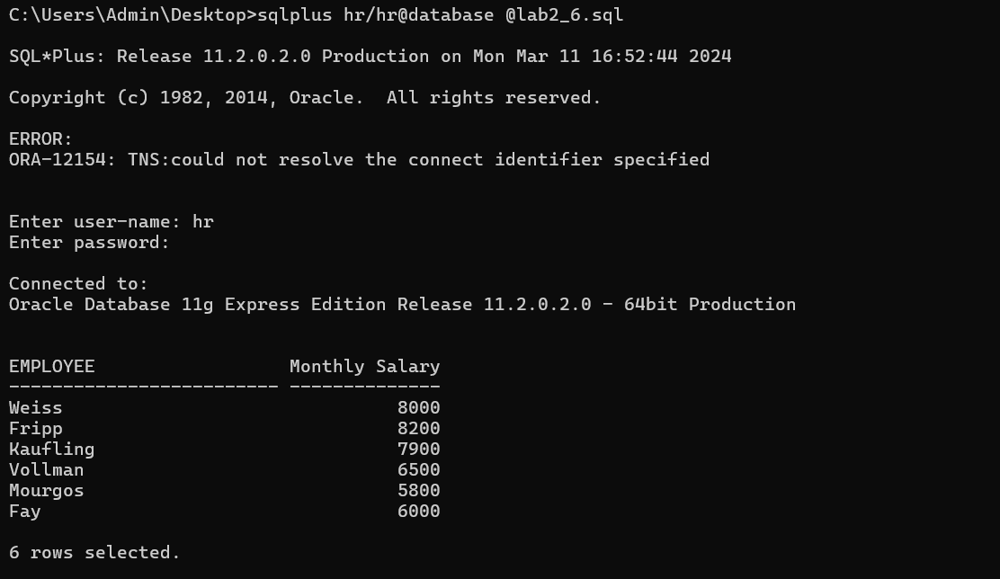 C:\Users\Admin\Desktop>sqlplus hr/hr@database @lab2_6.sql
SQL*Plus: Release 11.2.0.2.0 Production on Mon Mar 11 16:52:44 2024
Copyright (c) 1982, 2014, Oracle.  All rights reserved.
ERROR:
ORA-12154: TNS:could not resolve the connect identifier specified
Enter user-name: hr
Enter password:
Connected to:
Oracle Database 11g Express Edition Release 11.2.0.2.0 - 64bit Production
EMPLOYEE                  Monthly Salary
------------------------- --------------
Weiss                               8000
Fripp                               8200
Kaufling                            7900
Vollman                             6500
Mourgos                             5800
Fay                                 6000
6 rows selected.